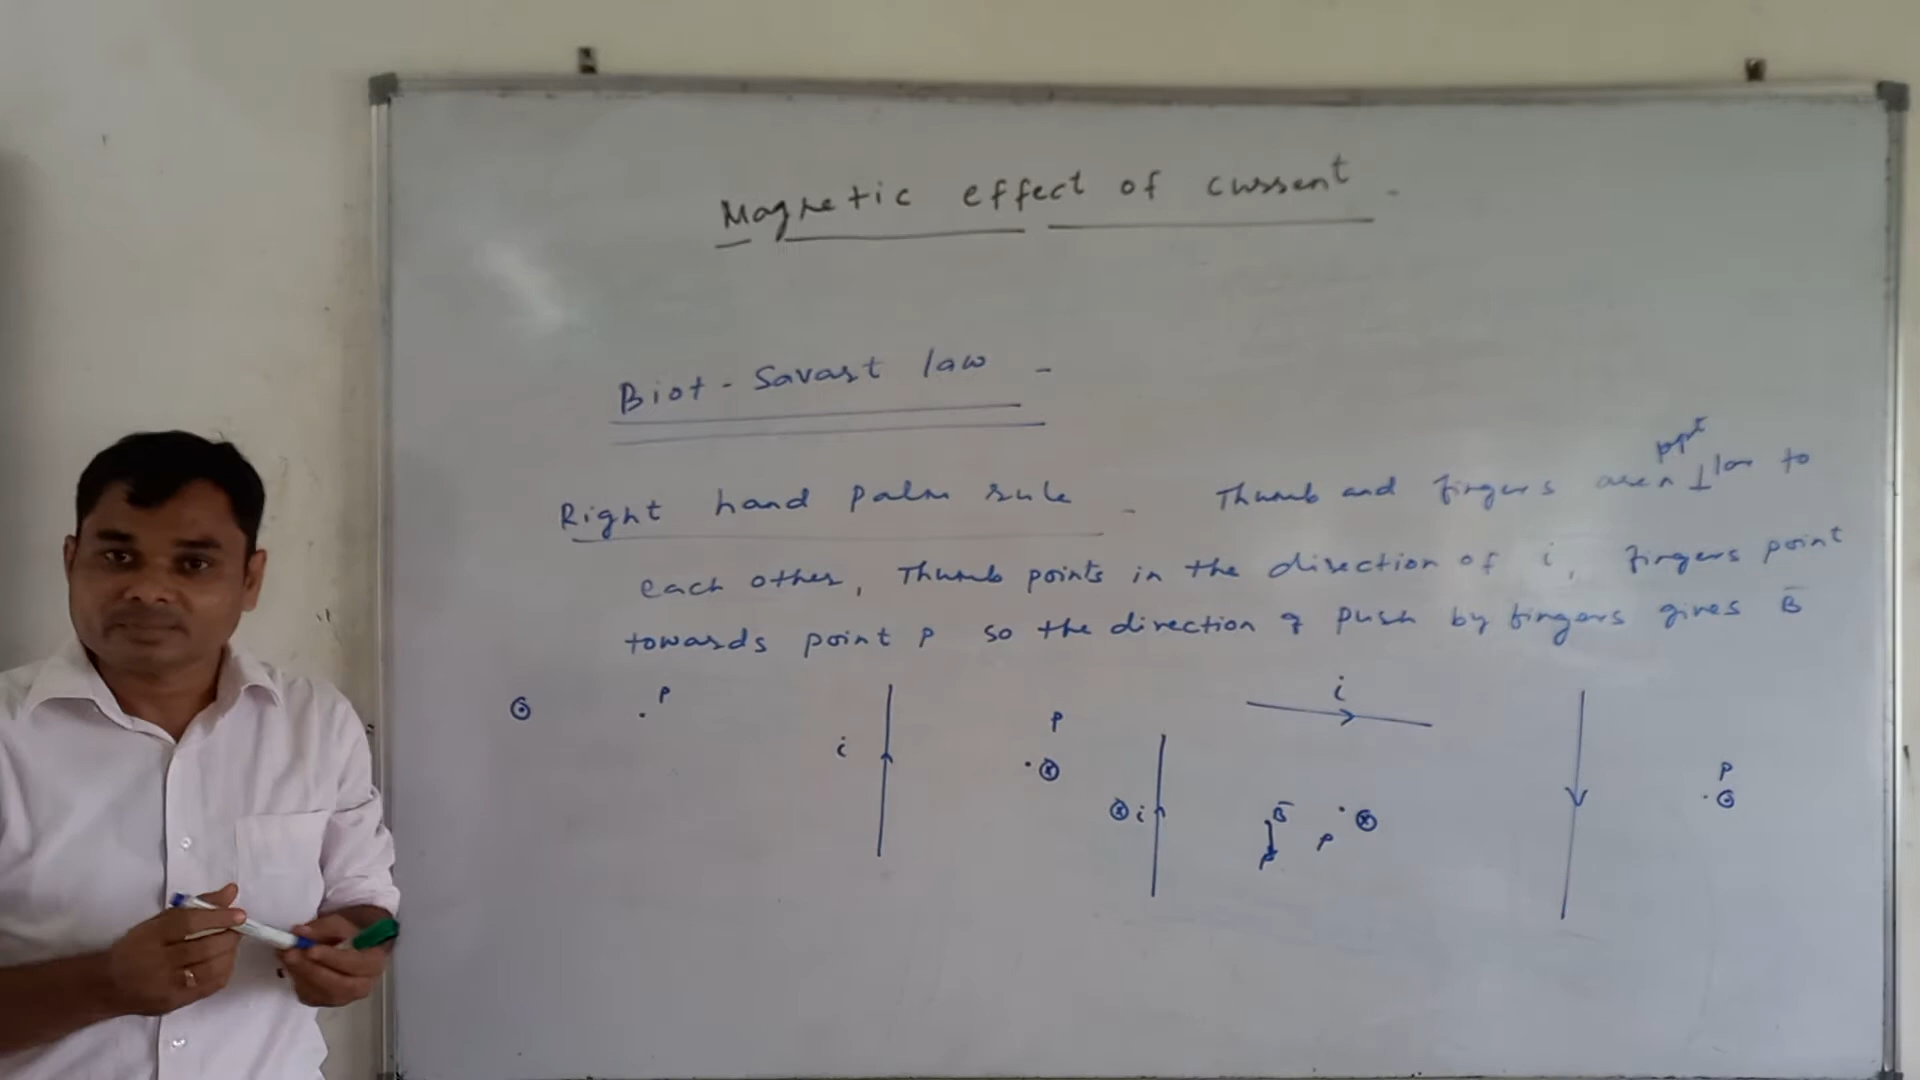 Magnetic effect of current -
Biot - Savart law -
Right hand palm rule - Thumb and fingers are ⊥lar to
each other, Thumb points in the direction of i, fingers point
towards point P so the direction of push by fingers gives B̄
P
i
P
i
i
B̄
P
P